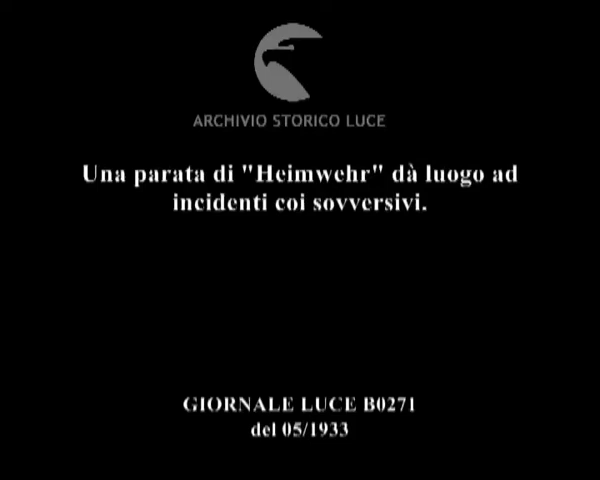 ARCHIVIO STORICO LUCE
Una parata di "Heimwehr" dà luogo ad
incidenti coi sovversivi.
GIORNALE LUCE B0271
del 05/1933